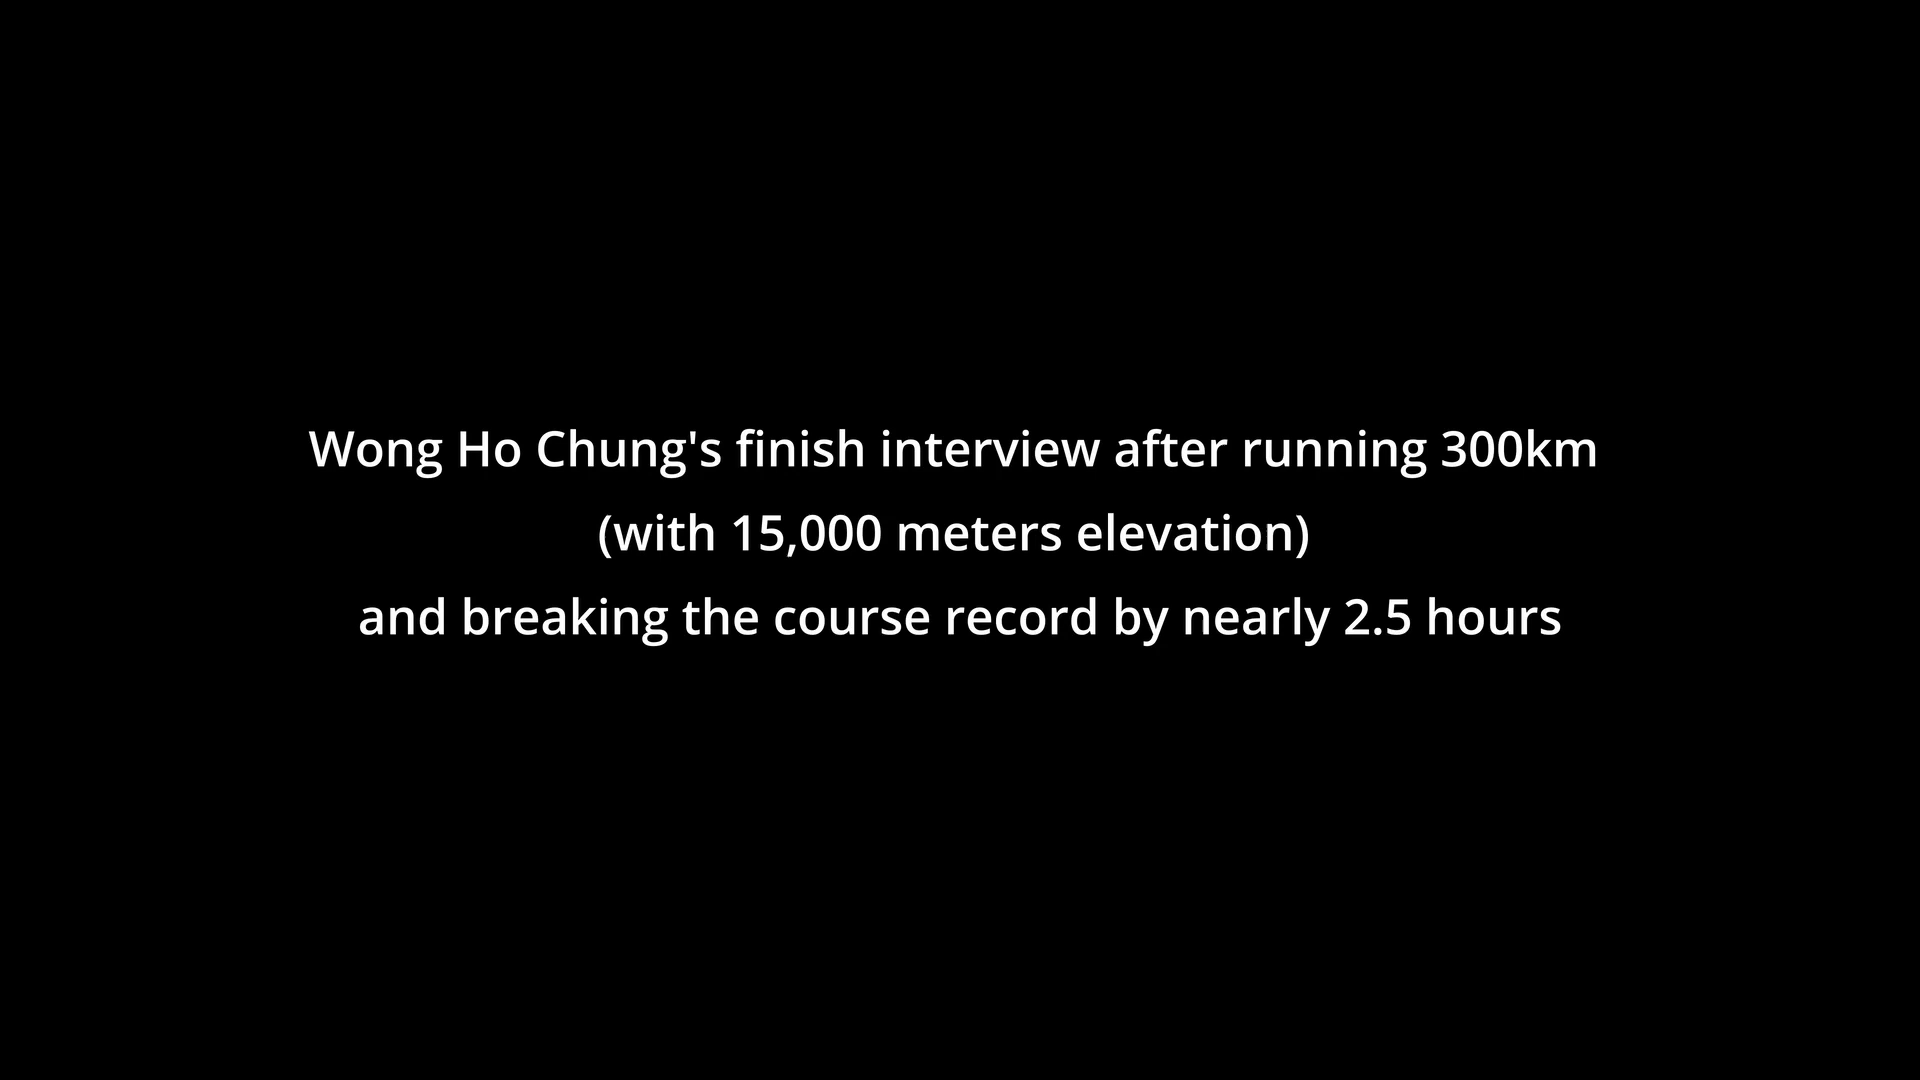 Wong Ho Chung's finish interview after running 300km
(with 15,000 meters elevation)
and breaking the course record by nearly 2.5 hours